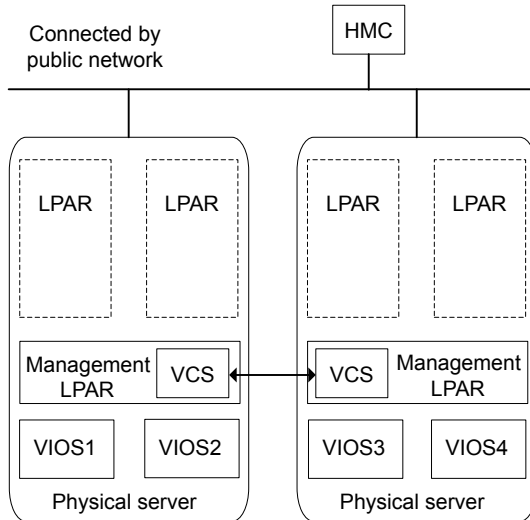 Connected by
public network
HMC
LPAR
LPAR
LPAR
LPAR
Management
LPAR
VCS
VCS
Management
LPAR
VIOS1
VIOS2
VIOS3
VIOS4
Physical server
Physical server